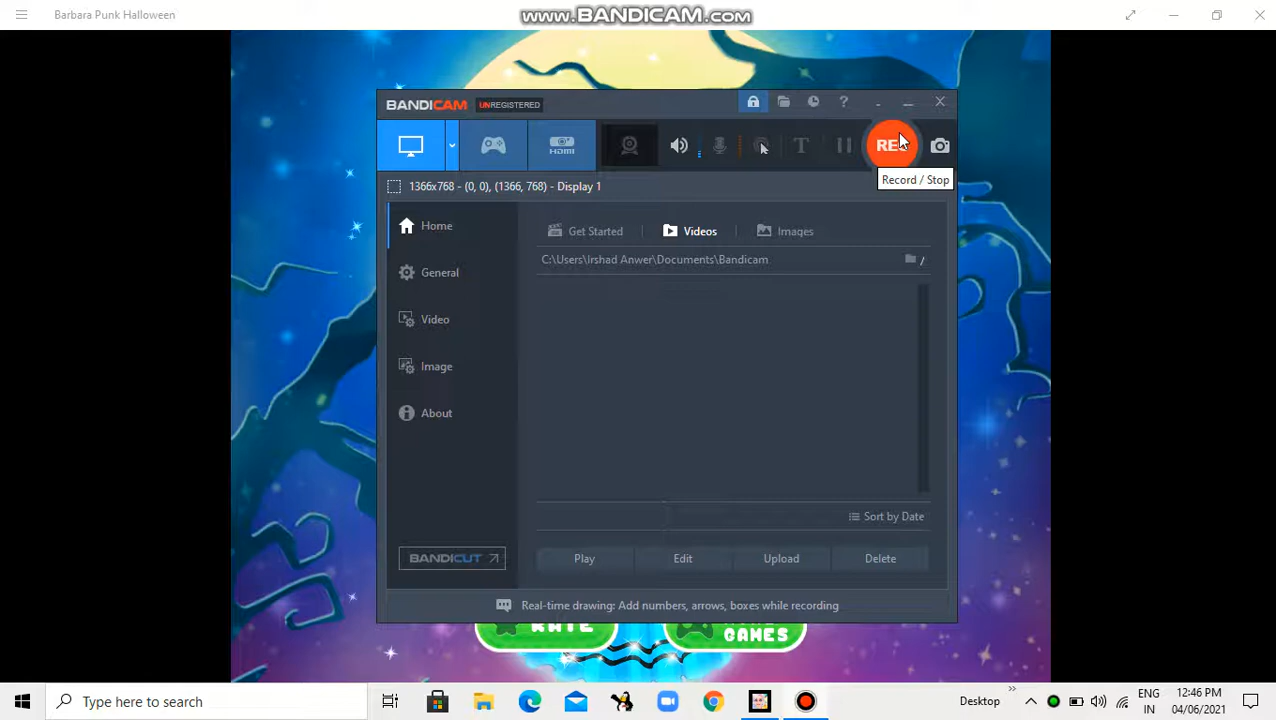 Barbara Punk Halloween
www.BANDICAM.com
BANDICAM UNREGISTERED
HDMI
T
REC
Record / Stop
1366x768 - (0, 0), (1366, 768) - Display 1
Home
General
Video
Image
About
BANDICUT
Get Started
Videos
Images
C:\Users\Irshad Anwer\Documents\Bandicam
/
Sort by Date
Play
Edit
Upload
Delete
Real-time drawing: Add numbers, arrows, boxes while recording
RATE
GAMES
Type here to search
Desktop
ENG
IN
12:46 PM
04/06/2021